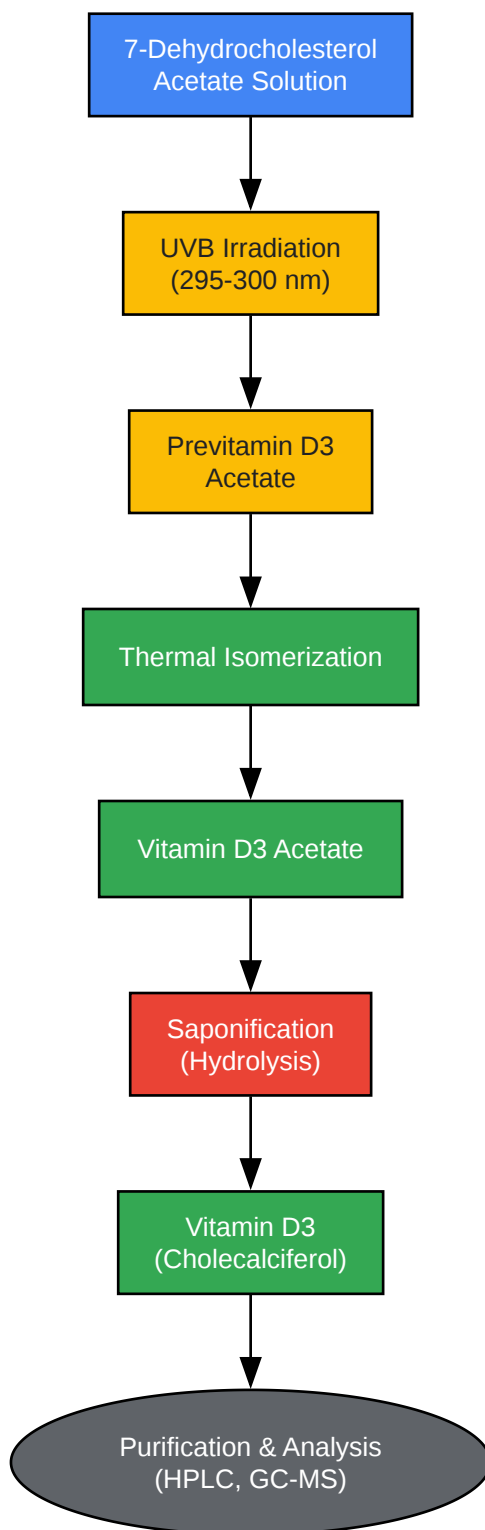 7-Dehydrocholesterol
Acetate Solution
UVB Irradiation
(295-300 nm)
Previtamin D3
Acetate
Thermal Isomerization
Vitamin D3 Acetate
Saponification
(Hydrolysis)
Vitamin D3
(Cholecalciferol)
Purification & Analysis
(HPLC, GC-MS)